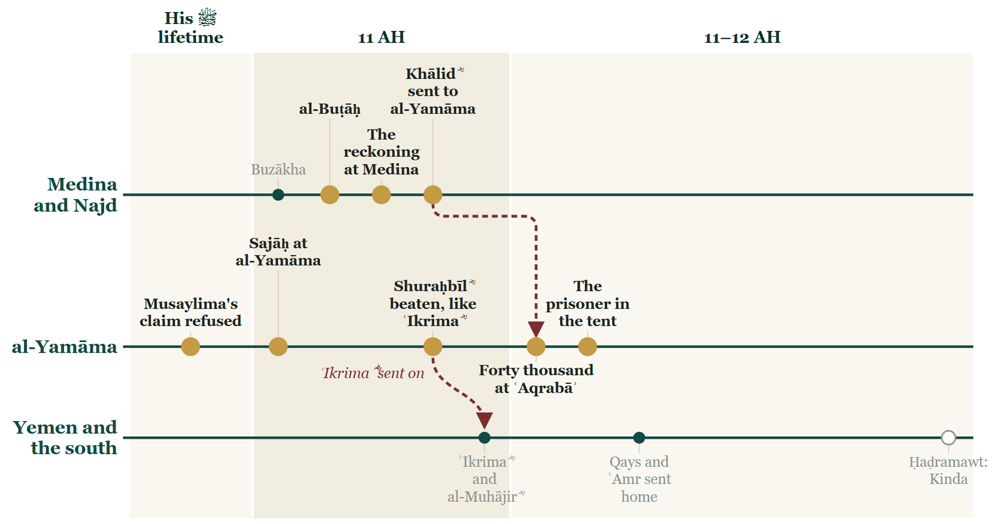 His ﷺ
lifetime
11 AH
11–12 AH
Khālidؓ
sent to
al-Yamāma
al-Buṭāḥ
The
reckoning
at Medina
Buzākha
Medina
and Najd
Sajāḥ at
al-Yamāma
Musaylima's
claim refused
Shuraḥbīlؓ
beaten, like
ʿIkrimaؓ
The
prisoner in
the tent
al-Yamāma
ʿIkrima ؓ sent on
Forty thousand
at ʿAqrabāʾ
Yemen and
the south
ʿIkrimaؓ
and
al-Muhājirؓ
Qays and
ʿAmr sent
home
Ḥaḍramawt:
Kinda